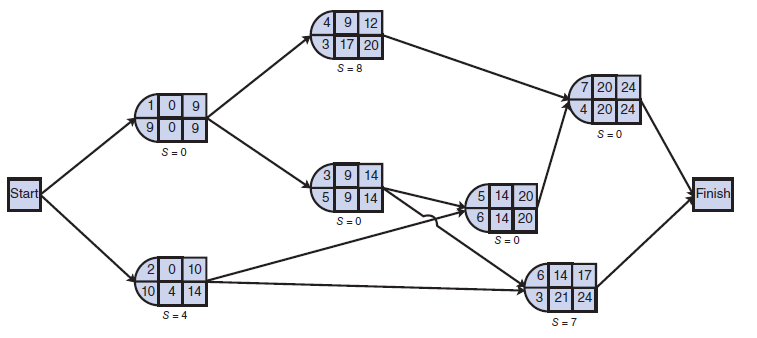 4 9 12
3 17 20
S = 8
1 0 9
9 0 9
S = 0
7 20 24
4 20 24
S = 0
Start
3 9 14
5 9 14
S = 0
5 14 20
6 14 20
S = 0
Finish
2 0 10
10 4 14
S = 4
6 14 17
3 21 24
S = 7